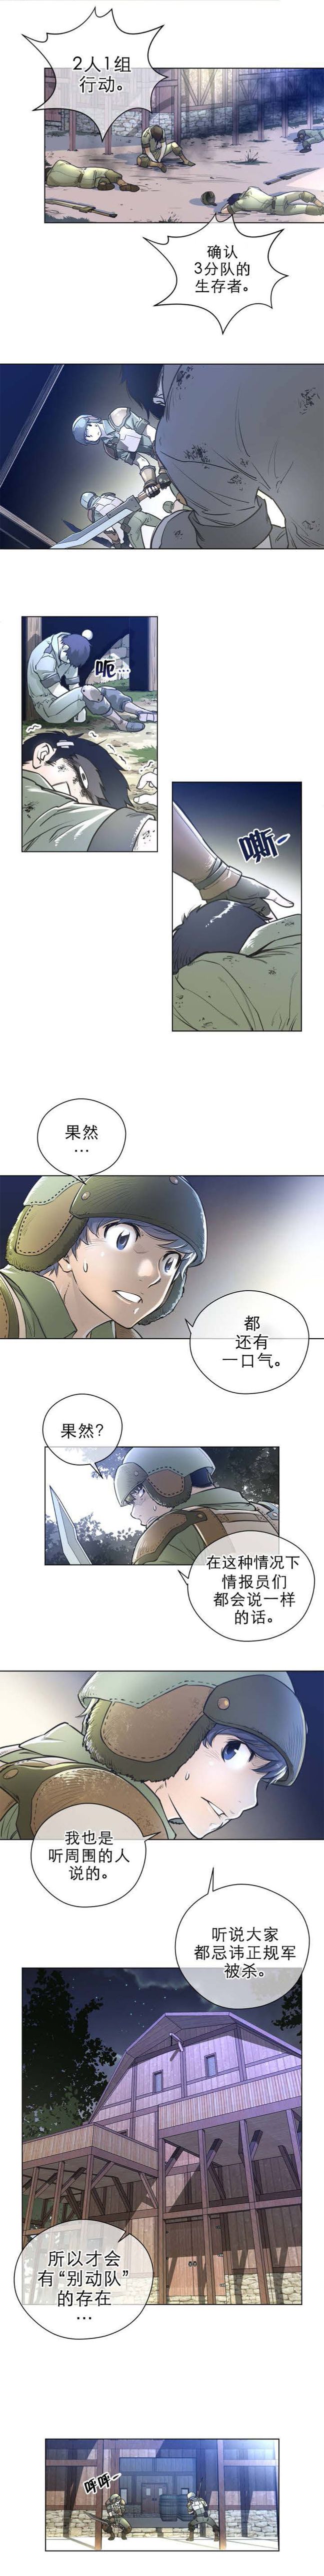 2人1组
行动。
确认
3分队的
生存者。
呃…
嘶-
果然
…
都
还有
一口气。
果然?
在这种情况下
情报员们
都会说一样
的话。
我也是
听周围的人
说的。
听说大家
都忌讳正规军
被杀。
所以才会
有“别动队”
的存在
…
呼呼-